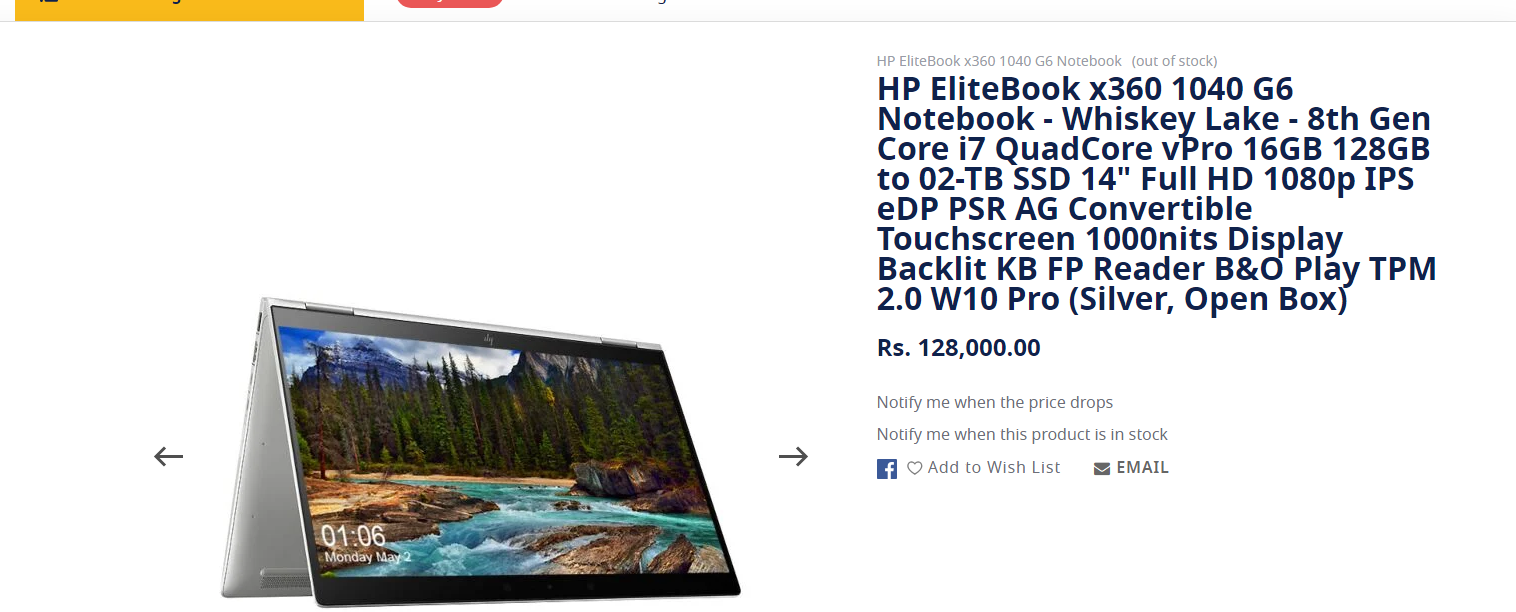 HP EliteBook x360 1040 G6 Notebook (out of stock)
HP EliteBook x360 1040 G6
Notebook - Whiskey Lake - 8th Gen
Core i7 QuadCore vPro 16GB 128GB
to 02-TB SSD 14" Full HD 1080p IPS
eDP PSR AG Convertible
Touchscreen 1000nits Display
Backlit KB FP Reader B&O Play TPM
2.0 W10 Pro (Silver, Open Box)
Rs. 128,000.00
Notify me when the price drops
Notify me when this product is in stock
Add to Wish List EMAIL
hp
01:06
Monday May 2